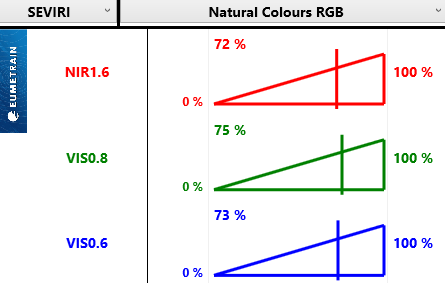 SEVIRI Natural Colours RGB
EUMETRAIN
72 %
NIR1.6
0 % 100 %
75 %
VIS0.8
0 % 100 %
73 %
VIS0.6
0 % 100 %